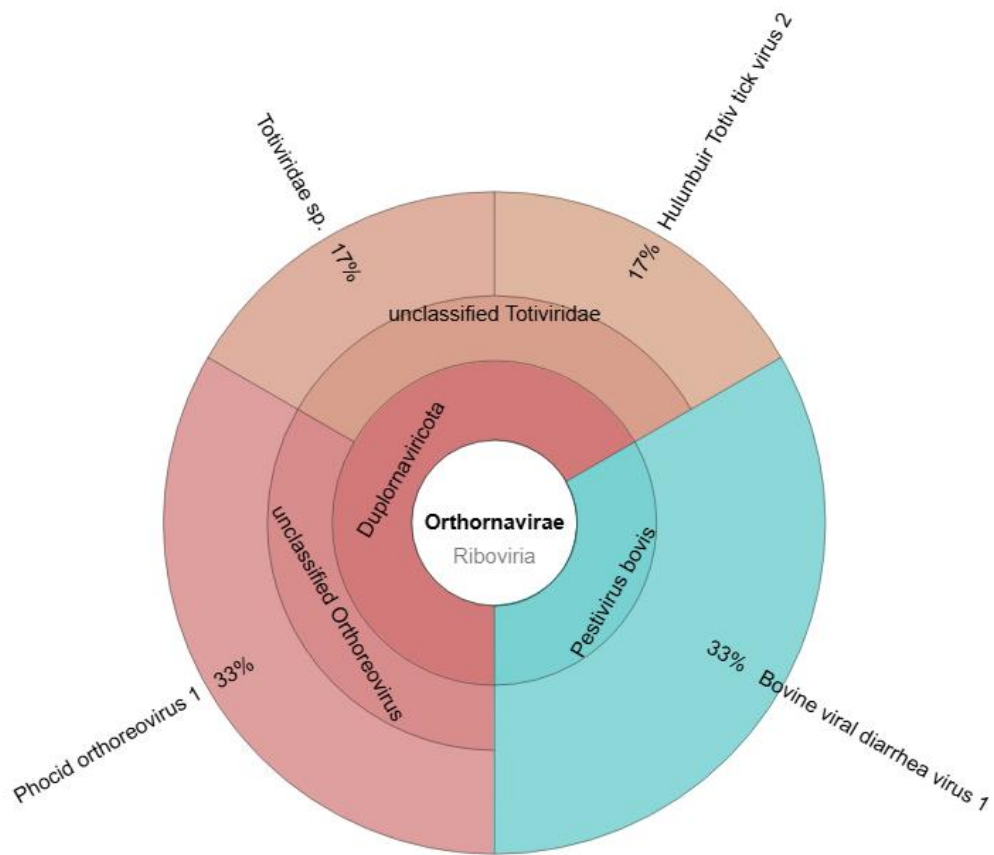 Hulunbuir Totiv tick virus 2
17%
Totiviridae sp.
17%
unclassified Totiviridae
Duplornaviricota
Orthornavirae
Riboviria
Pestivirus bovis
unclassified Orthoreovirus
33%
Phocid orthoreovirus 1
33%
Bovine viral diarrhea virus 1